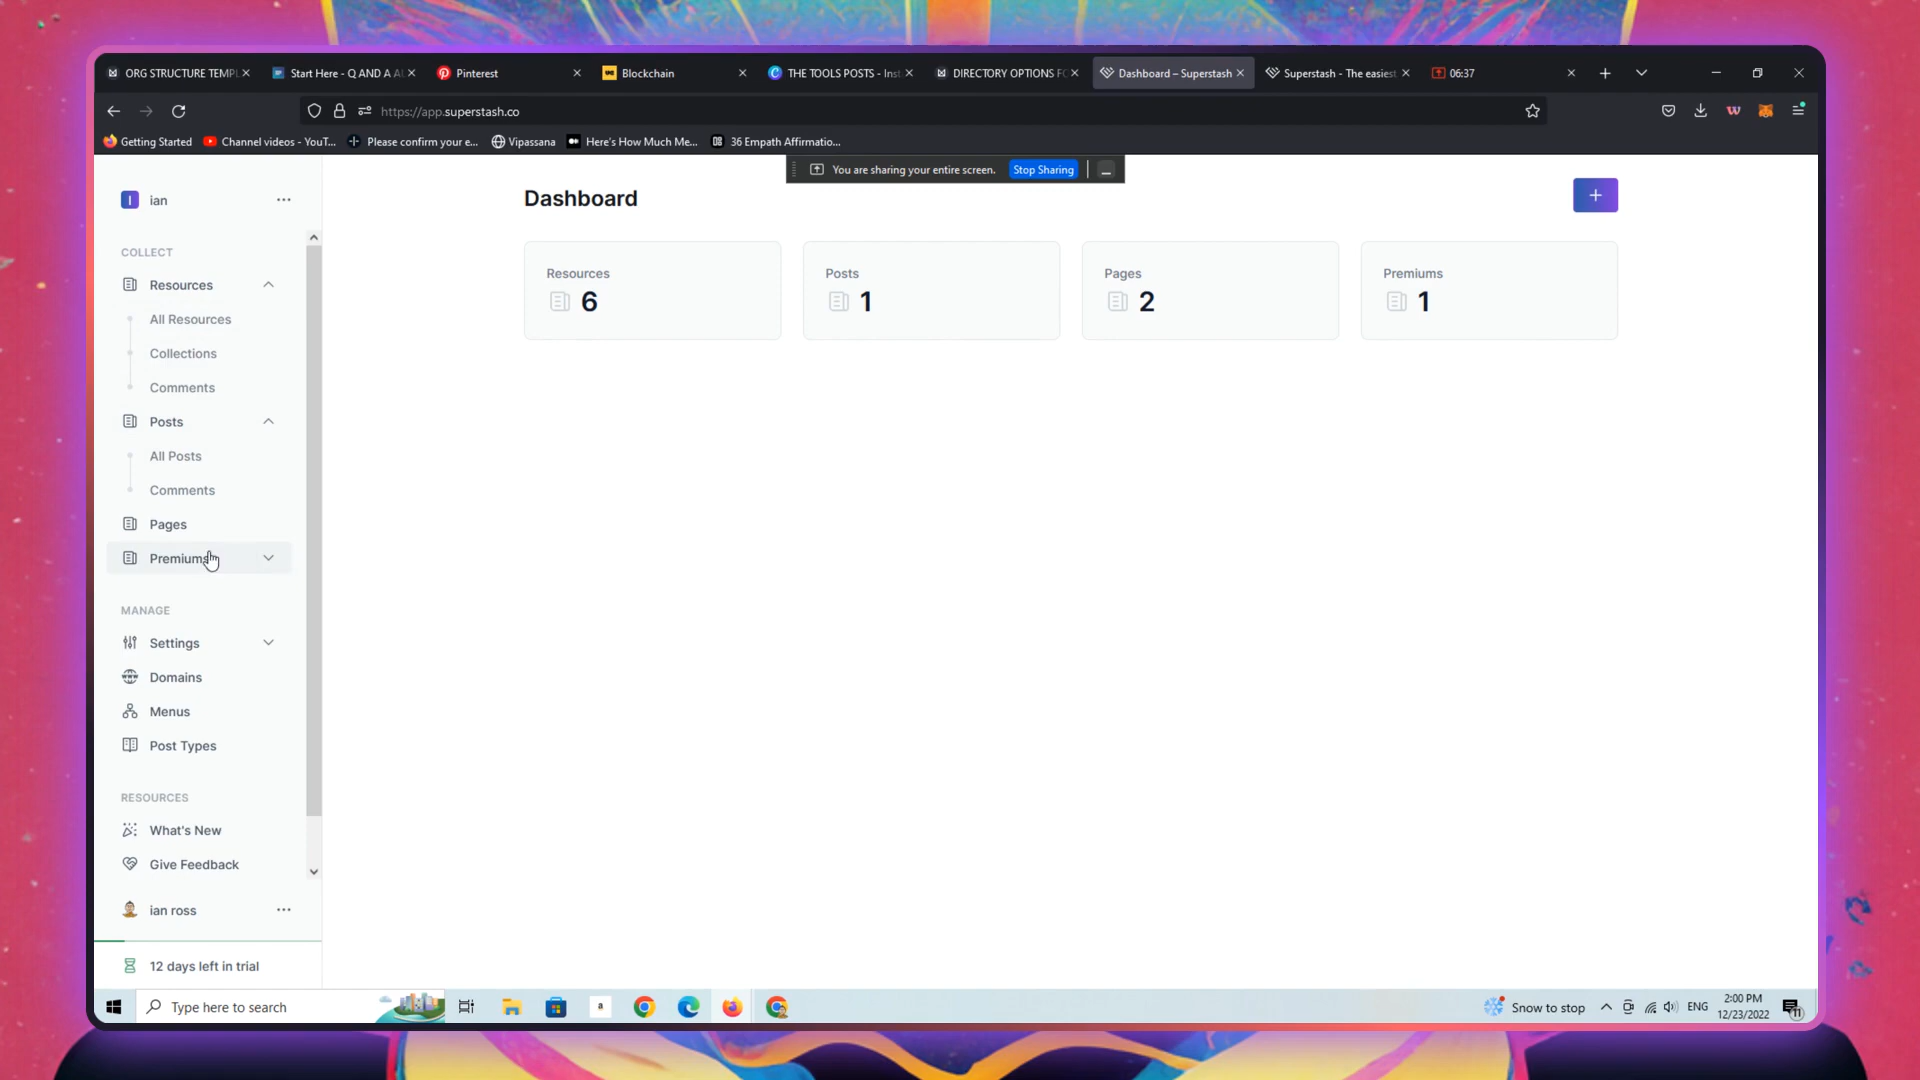 ORG STRUCTURE TEMPL
Start Here - Q AND A AL
Pinterest
Blockchain
THE TOOLS POSTS - Inst
DIRECTORY OPTIONS FO
Dashboard – Superstash
Superstash - The easiest
06:37
https://app.superstash.co
Getting Started
Channel videos - YouT...
Please confirm your e...
Vipassana
Here's How Much Me...
36 Empath Affirmatio...
You are sharing your entire screen.
Stop Sharing
I ian
COLLECT
Resources
All Resources
Collections
Comments
Posts
All Posts
Comments
Pages
Premiums
MANAGE
Settings
Domains
Menus
Post Types
RESOURCES
What's New
Give Feedback
ian ross
12 days left in trial
Dashboard
Resources
6
Posts
1
Pages
2
Premiums
1
Type here to search
a
Snow to stop
ENG
2:00 PM
12/23/2022
11